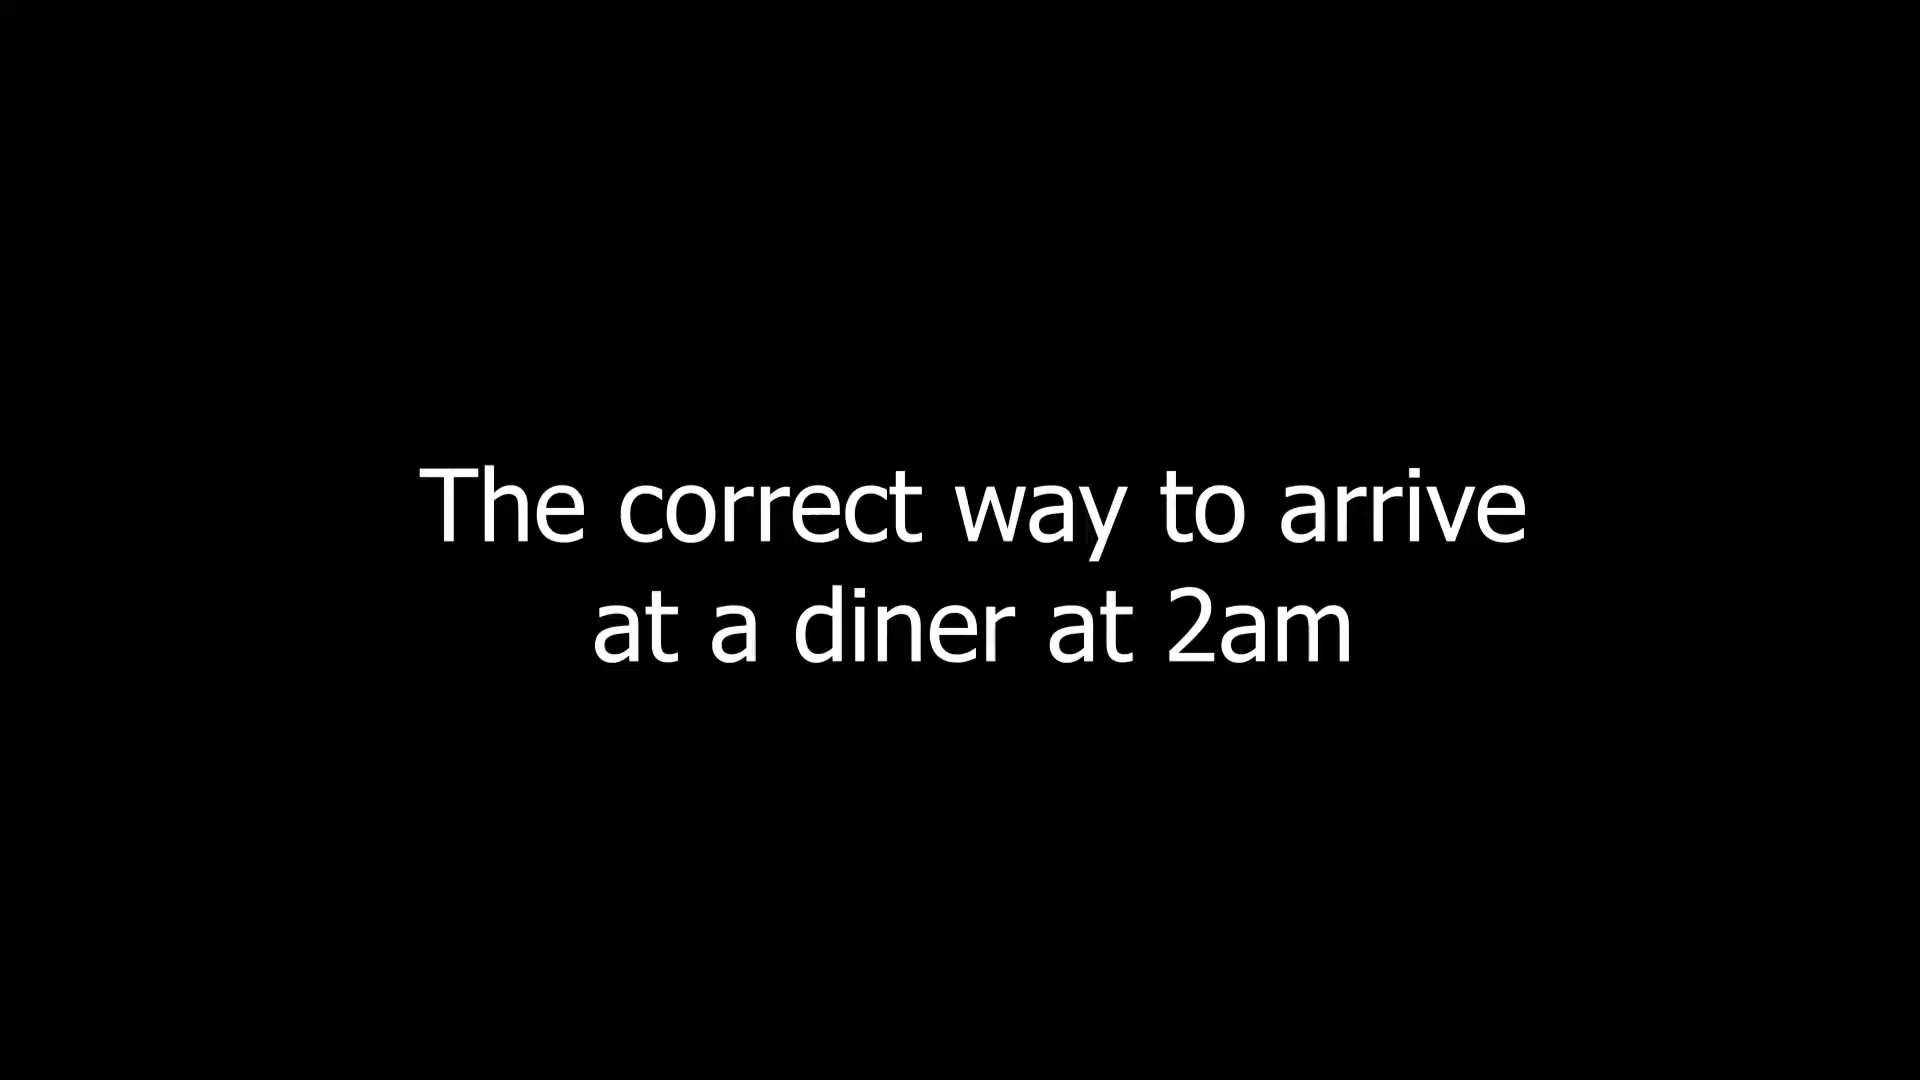 The correct way to arrive
at a diner at 2am